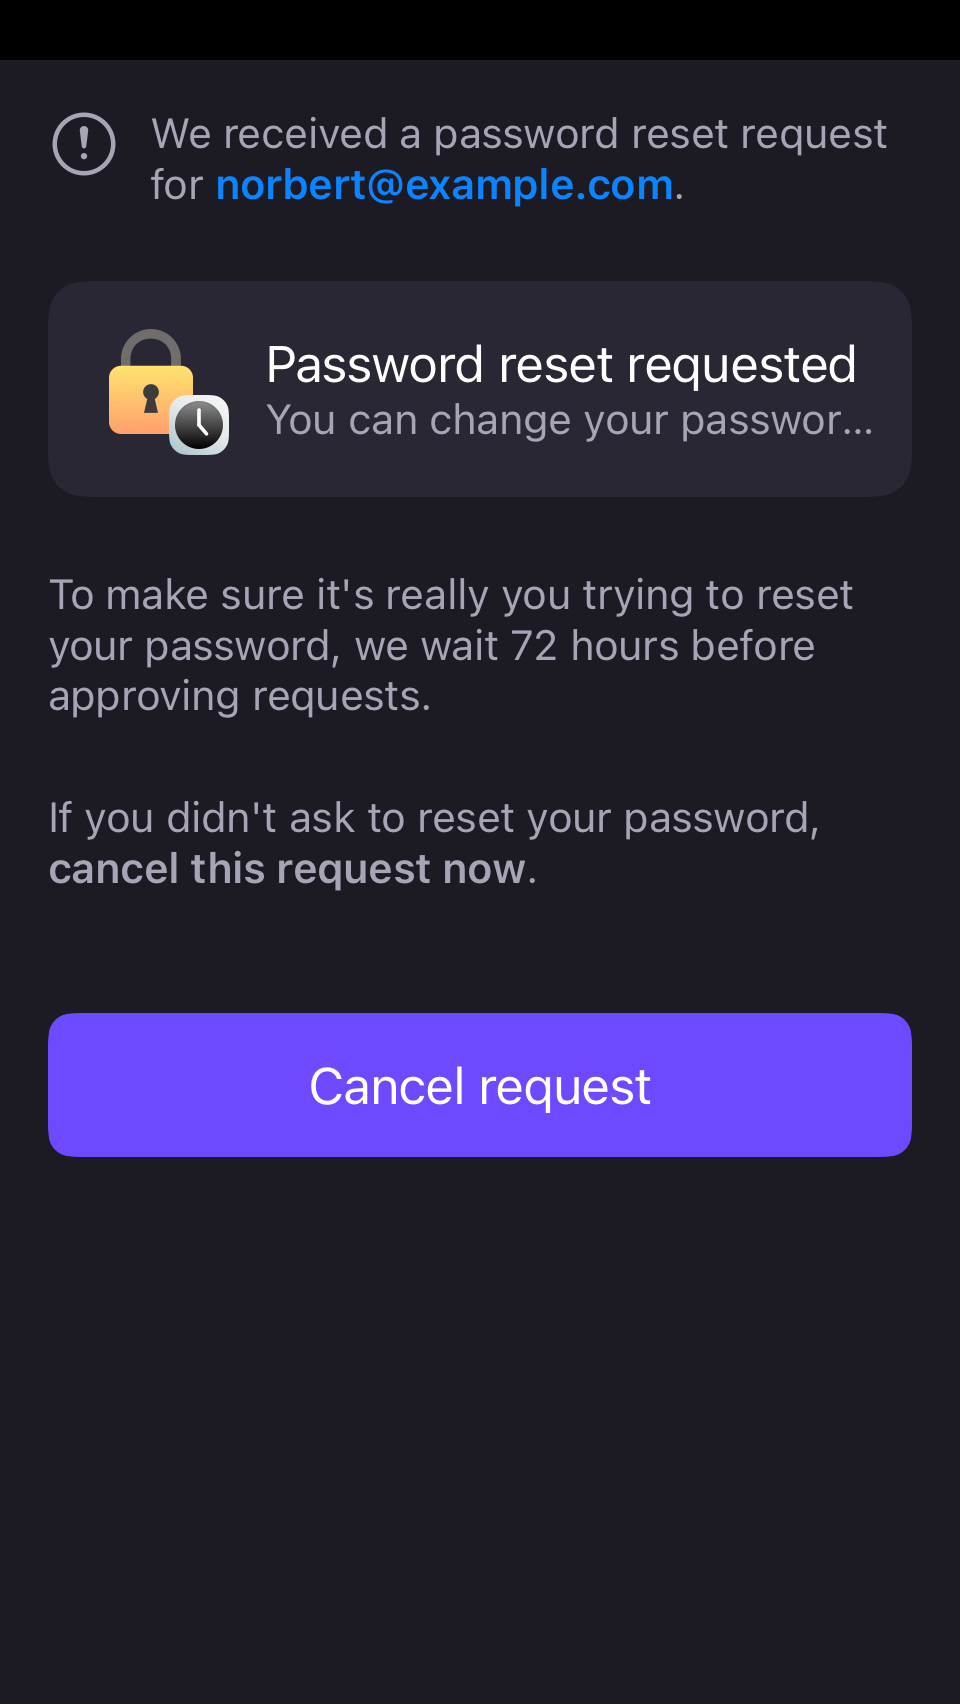 We received a password reset request
for norbert@example.com.
Password reset requested
You can change your passwor...
To make sure it's really you trying to reset
your password, we wait 72 hours before
approving requests.
If you didn't ask to reset your password,
cancel this request now.
Cancel request